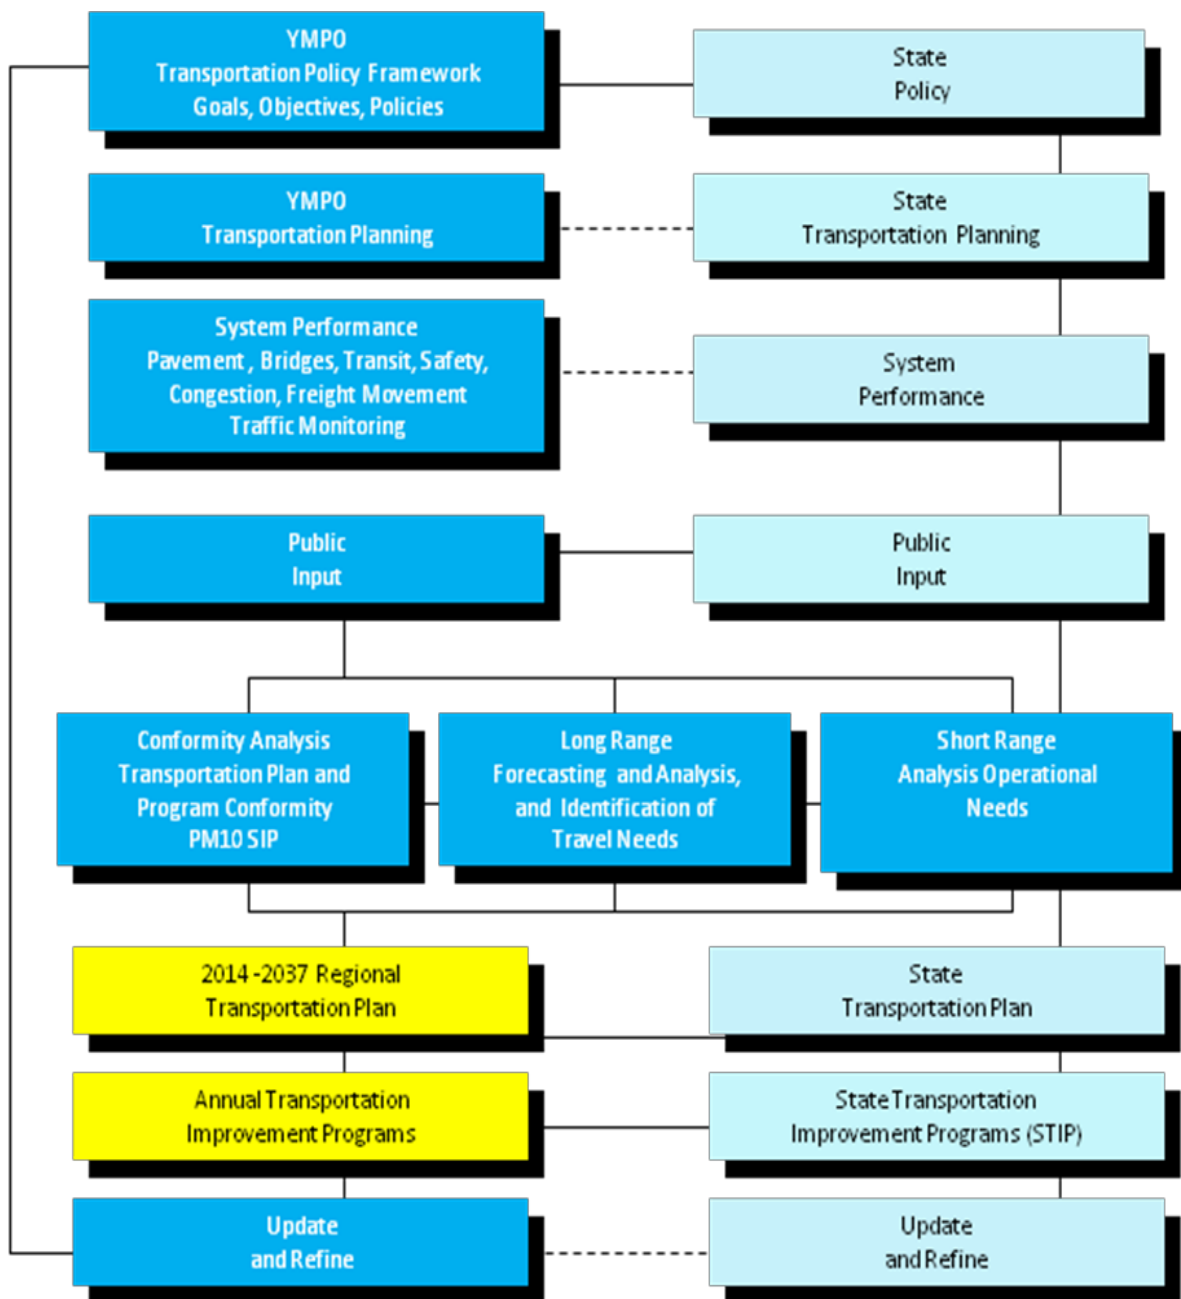 YMPO
Transportation Policy Framework
Goals, Objectives, Policies
State
Policy
YMPO
Transportation Planning
State
Transportation Planning
System Performance
Pavement, Bridges, Transit, Safety,
Congestion, Freight Movement
Traffic Monitoring
System
Performance
Public
Input
Public
Input
Conformity Analysis
Transportation Plan and
Program Conformity
PM10 SIP
Long Range
Forecasting and Analysis,
and Identification of
Travel Needs
Short Range
Analysis Operational
Needs
2014 -2037 Regional
Transportation Plan
State
Transportation Plan
Annual Transportation
Improvement Programs
State Transportation
Improvement Programs (STIP)
Update
and Refine
Update
and Refine